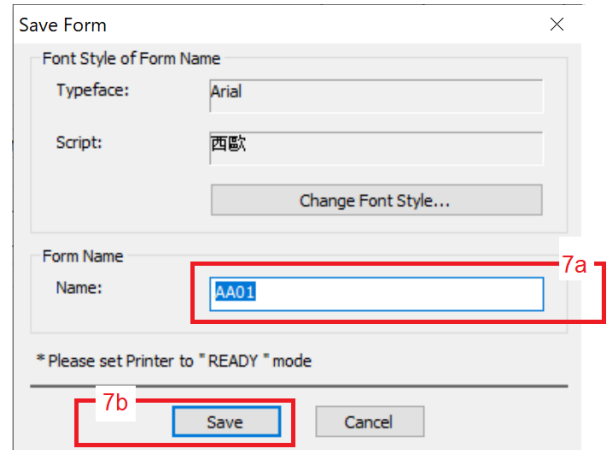 Save Form
Font Style of Form Name
Typeface: Arial
Script: 西歐
Change Font Style...
Form Name
7a
Name: AA01
* Please set Printer to " READY " mode
7b
Save Cancel